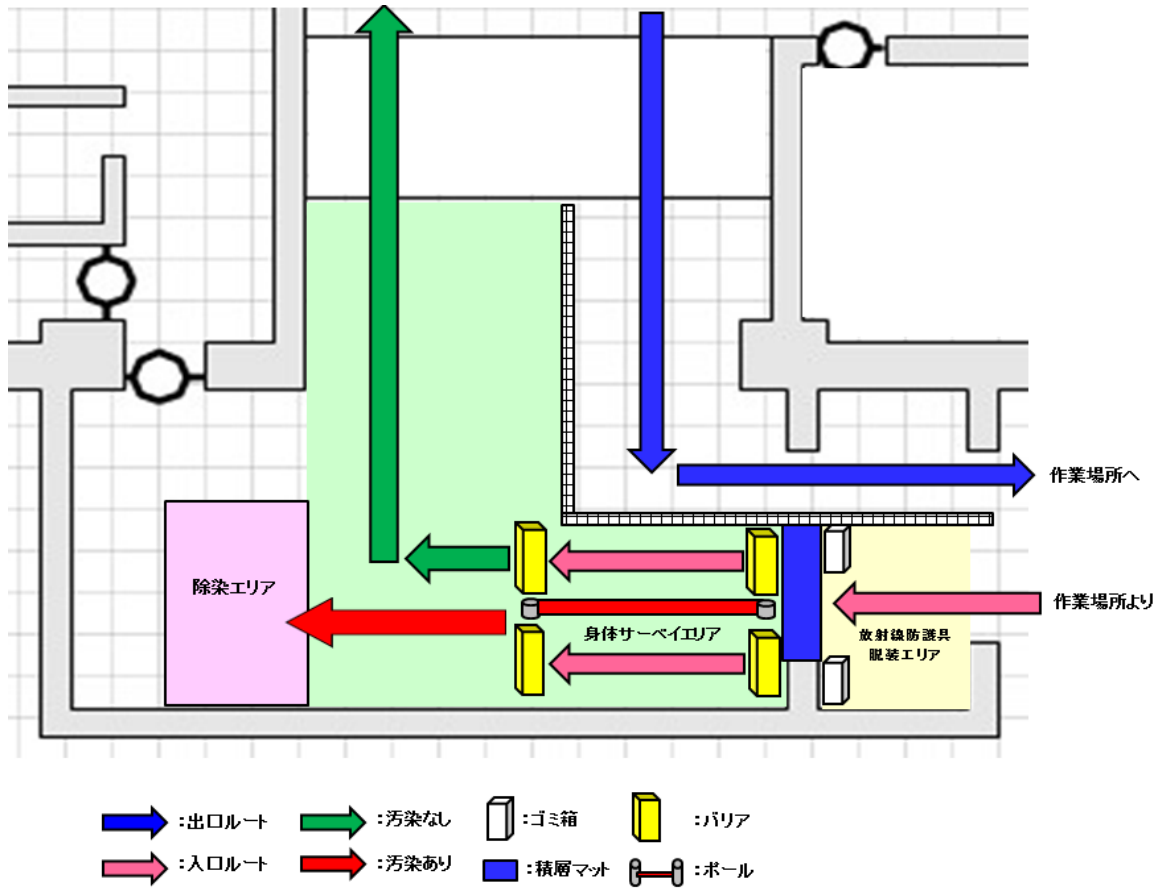 作業場所へ
除染エリア
作業場所より
身体サーベイエリア
放射線防護具
脱装エリア
：出口ルート
：汚染なし
：ゴミ箱
：バリア
：入口ルート
：汚染あり
：積層マット
：ポール